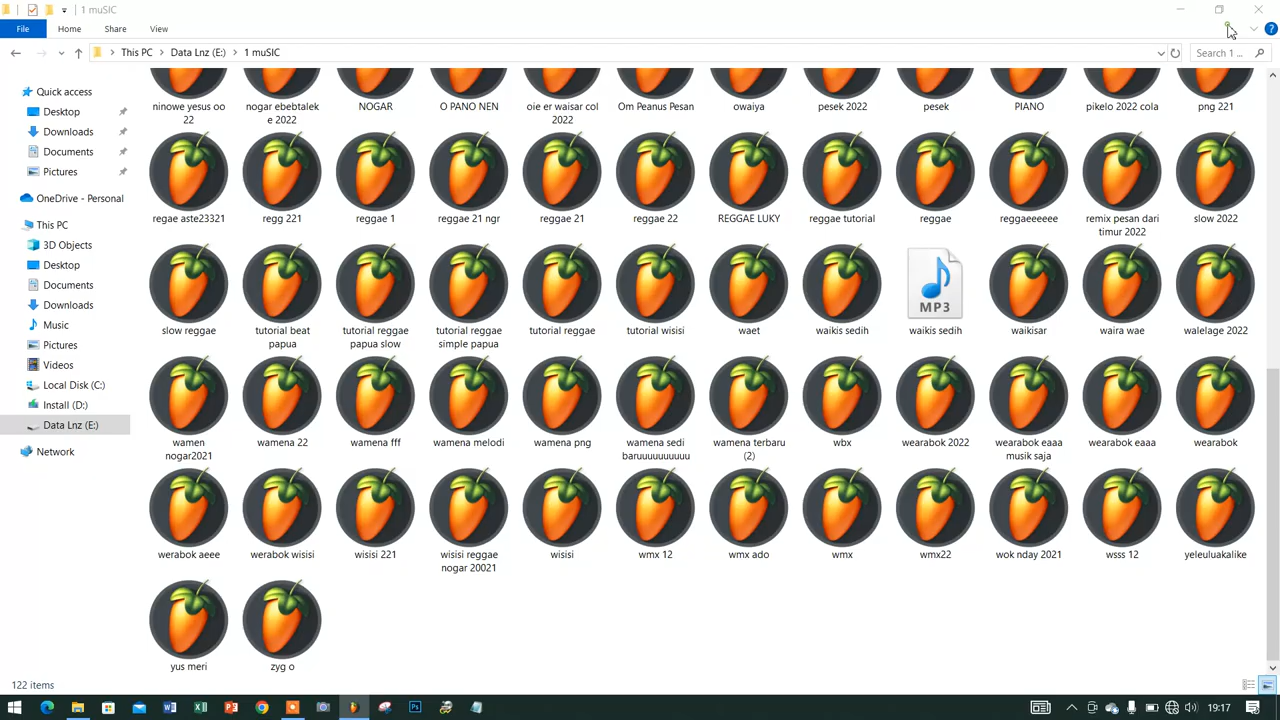 1 muSIC
File Home Share View
This PC Data Lnz (E:) 1 muSIC
Search 1 ...
Quick access
Desktop
Downloads
Documents
Pictures
OneDrive - Personal
This PC
3D Objects
Desktop
Documents
Downloads
Music
Pictures
Videos
Local Disk (C:)
Install (D:)
Data Lnz (E:)
Network
ninowe yesus oo
22
nogar ebebtalek
e 2022
NOGAR
O PANO NEN
oie er waisar col
2022
Om Peanus Pesan
owaiya
pesek 2022
pesek
PIANO
pikelo 2022 cola
png 221
regae aste23321
regg 221
reggae 1
reggae 21 ngr
reggae 21
reggae 22
REGGAE LUKY
reggae tutorial
reggae
reggaeeeeee
remix pesan dari
timur 2022
slow 2022
slow reggae
tutorial beat
papua
tutorial reggae
papua slow
tutorial reggae
simple papua
tutorial reggae
tutorial wisisi
waet
waikis sedih
MP3
waikis sedih
waikisar
waira wae
walelage 2022
wamen
nogar2021
wamena 22
wamena fff
wamena melodi
wamena png
wamena sedi
baruuuuuuuuu
wamena terbaru
(2)
wbx
wearabok 2022
wearabok eaaa
musik saja
wearabok eaaa
wearabok
werabok aeee
werabok wisisi
wisisi 221
wisisi reggae
nogar 20021
wisisi
wmx 12
wmx ado
wmx
wmx22
wok nday 2021
wsss 12
yeleuluakalike
yus meri
zyg o
122 items
19:17